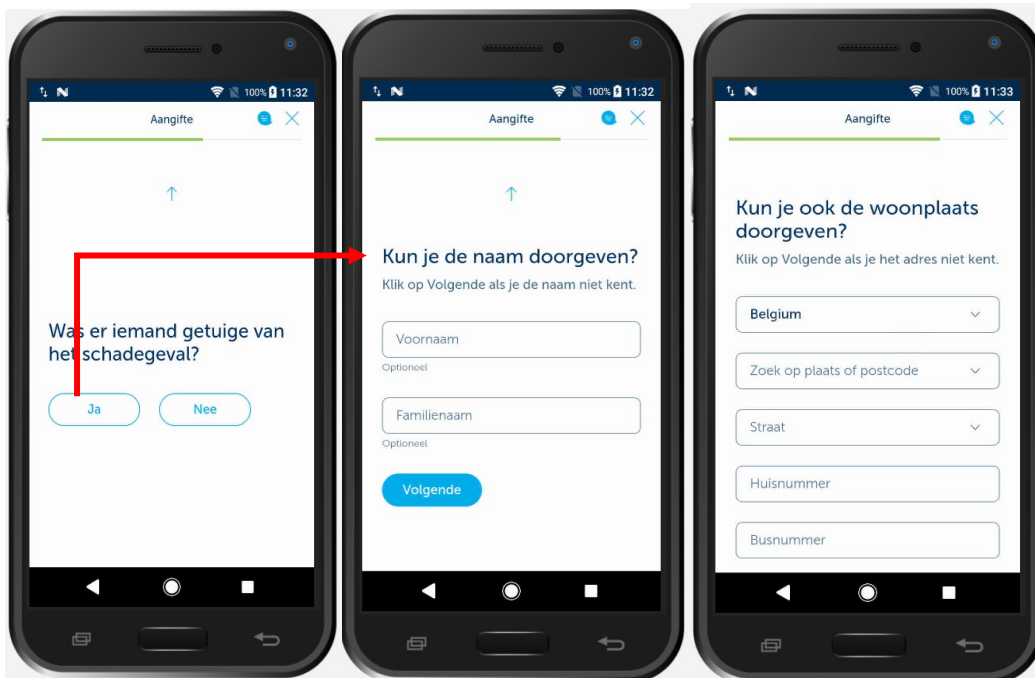 100% 11:32
Aangifte
Was er iemand getuige van
het schadegeval?
Ja
Nee
100% 11:32
Aangifte
Kun je de naam doorgeven?
Klik op Volgende als je de naam niet kent.
Voornaam
Optioneel
Familienaam
Optioneel
Volgende
100% 11:33
Aangifte
Kun je ook de woonplaats
doorgeven?
Klik op Volgende als je het adres niet kent.
Belgium
Zoek op plaats of postcode
Straat
Huisnummer
Busnummer